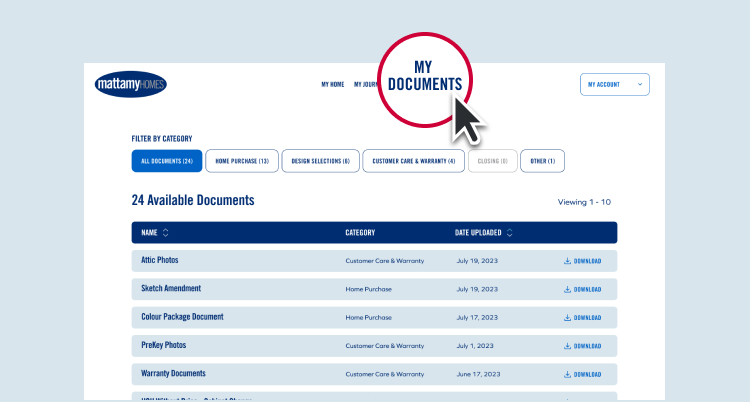 MY
DOCUMENTS
mattamyHOMES
MY HOME MY JOURN
MY ACCOUNT
FILTER BY CATEGORY
ALL DOCUMENTS (24) HOME PURCHASE (13) DESIGN SELECTIONS (6) CUSTOMER CARE & WARRANTY (4) CLOSING (0) OTHER (1)
24 Available Documents Viewing 1 - 10
NAME CATEGORY DATE UPLOADED
Attic Photos Customer Care & Warranty July 19, 2023 DOWNLOAD
Sketch Amendment Home Purchase July 19, 2023 DOWNLOAD
Colour Package Document Home Purchase July 17, 2023 DOWNLOAD
PreKey Photos Customer Care & Warranty July 1, 2023 DOWNLOAD
Warranty Documents Customer Care & Warranty June 17, 2023 DOWNLOAD